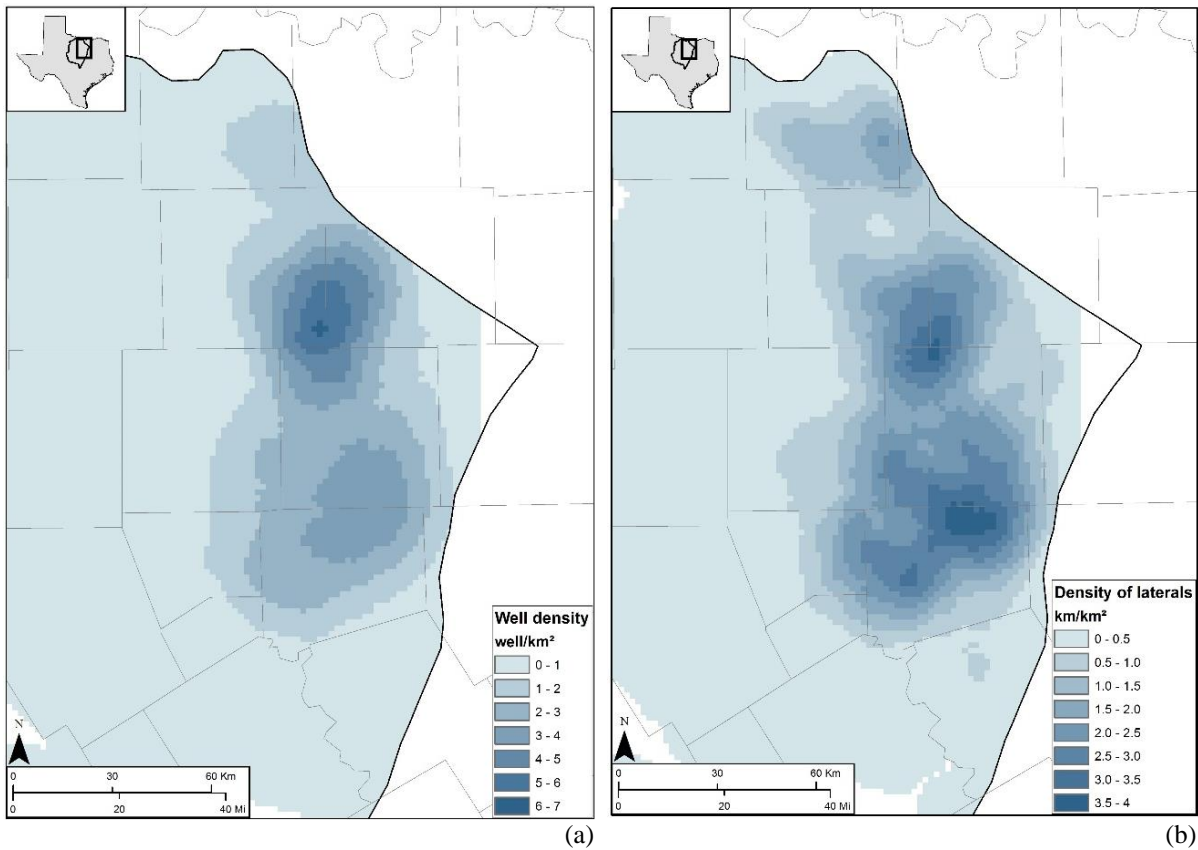 Well density
well/km²
0 - 1
1 - 2
2 - 3
3 - 4
4 - 5
5 - 6
6 - 7
N
0 30 60 Km
0 20 40 Mi
(a)
Density of laterals
km/km²
0 - 0.5
0.5 - 1.0
1.0 - 1.5
1.5 - 2.0
2.0 - 2.5
2.5 - 3.0
3.0 - 3.5
3.5 - 4
N
0 30 60 Km
0 20 40 Mi
(b)